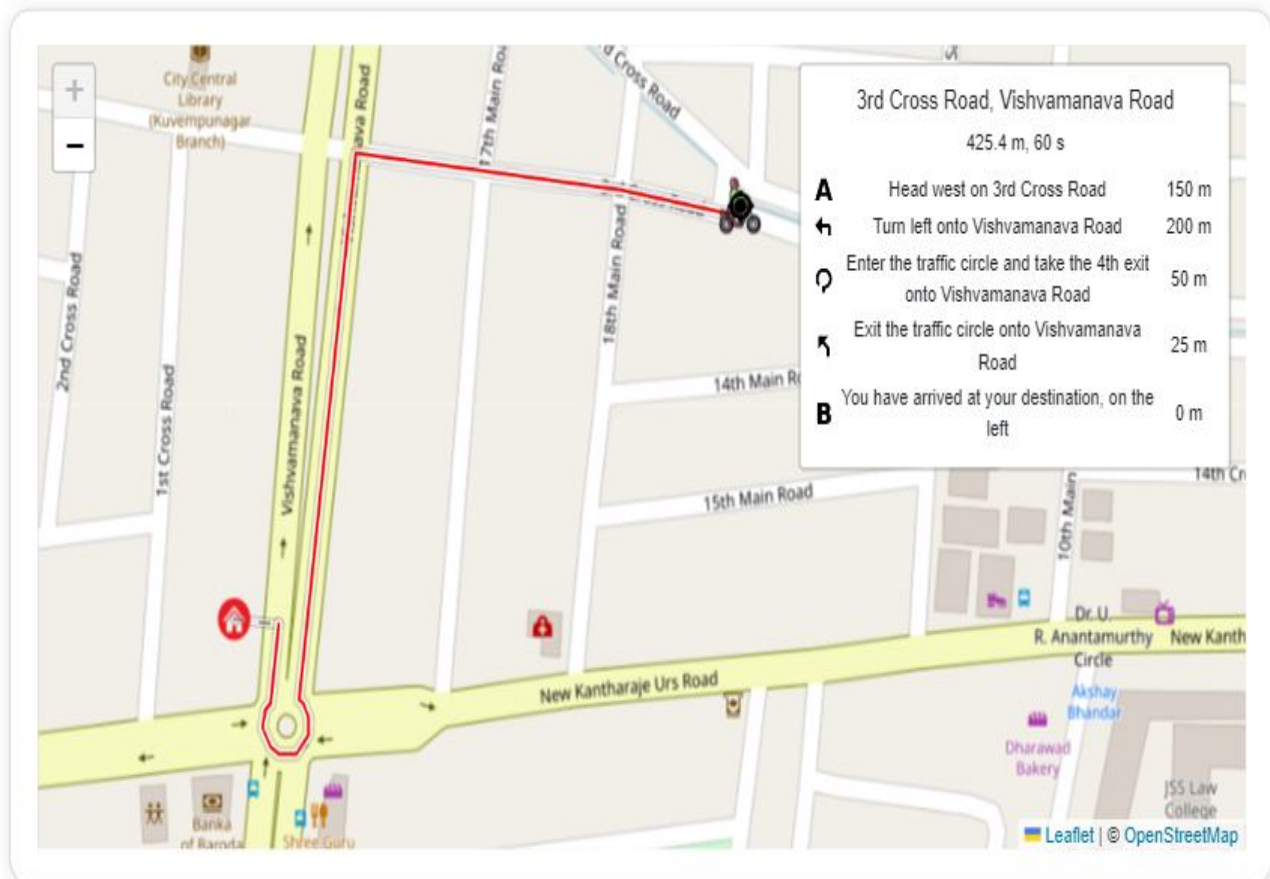 +
−
City Central
Library
(Kuvempunagar
Branch)
2nd Cross Road
1st Cross Road
Vishvamanava Road
17th Main
18th Main Road
Cross Road
14th Main
15th Main Road
10th Main
New Kantharaje Urs Road
Dr. U.
R. Anantamurthy
Circle
New Kanth
Akshay
Bhandar
Dharawad
Bakery
JSS Law
College
Banka
of Baroda
Shree Guru
3rd Cross Road, Vishvamanava Road
425.4 m, 60 s
A Head west on 3rd Cross Road 150 m
Turn left onto Vishvamanava Road 200 m
Enter the traffic circle and take the 4th exit
onto Vishvamanava Road 50 m
Exit the traffic circle onto Vishvamanava
Road 25 m
B You have arrived at your destination, on the
left 0 m
Leaflet | © OpenStreetMap